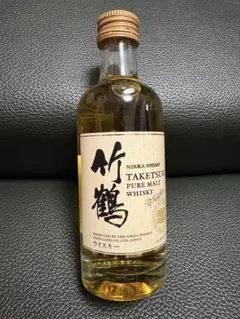 竹鶴
NIKKA WHISKY
TAKETSURU
PURE MALT
WHISKY
PRODUCED BY THE NIKKA WHISKY
DISTILLING CO., LTD. JAPAN
ウイスキー